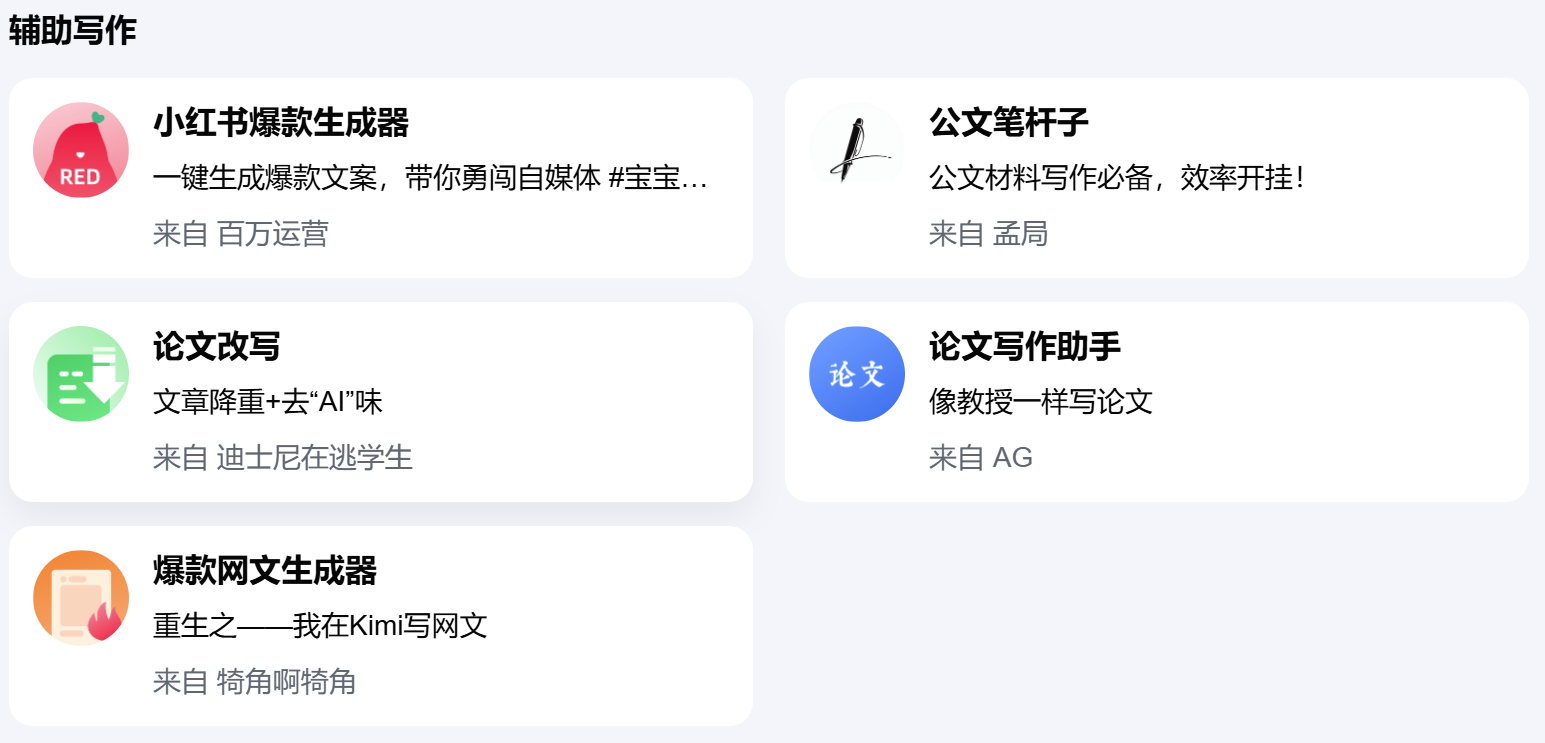 辅助写作
小红书爆款生成器
一键生成爆款文案，带你勇闯自媒体 #宝宝…
来自 百万运营
RED
公文笔杆子
公文材料写作必备，效率开挂！
来自 孟局
论文改写
文章降重+去“AI”味
来自 迪士尼在逃学生
论文
论文写作助手
像教授一样写论文
来自 AG
爆款网文生成器
重生之——我在Kimi写网文
来自 犄角啊犄角